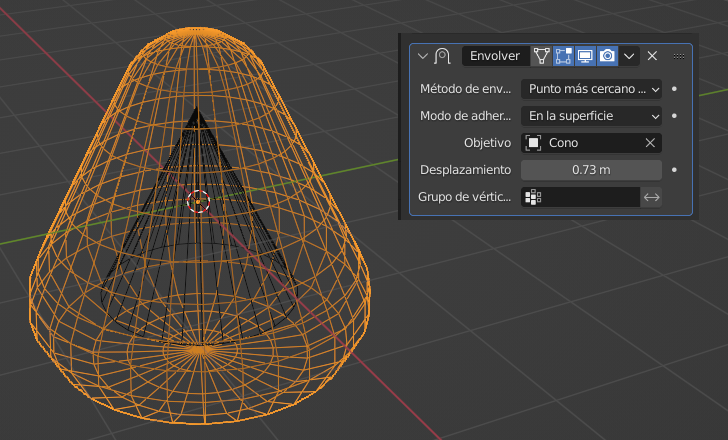 Envolver
Método de env... Punto más cercano ...
Modo de adher... En la superficie
Objetivo Cono
Desplazamiento 0.73 m
Grupo de vértic...